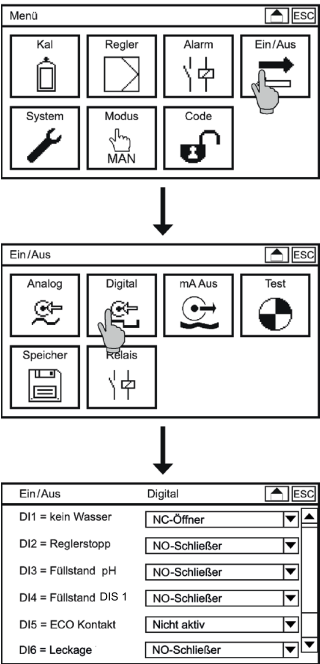 Menü ESC
Kal Regler Alarm Ein/Aus
System Modus Code
MAN
Ein/Aus ESC
Analog Digital mA Aus Test
Speicher Relais
Ein/Aus Digital ESC
DI1 = kein Wasser NC-Öffner
DI2 = Reglerstopp NO-Schließer
DI3 = Füllstand pH NO-Schließer
DI4 = Füllstand DIS 1 NO-Schließer
DI5 = ECO Kontakt Nicht aktiv
DI6 = Leckage NO-Schließer